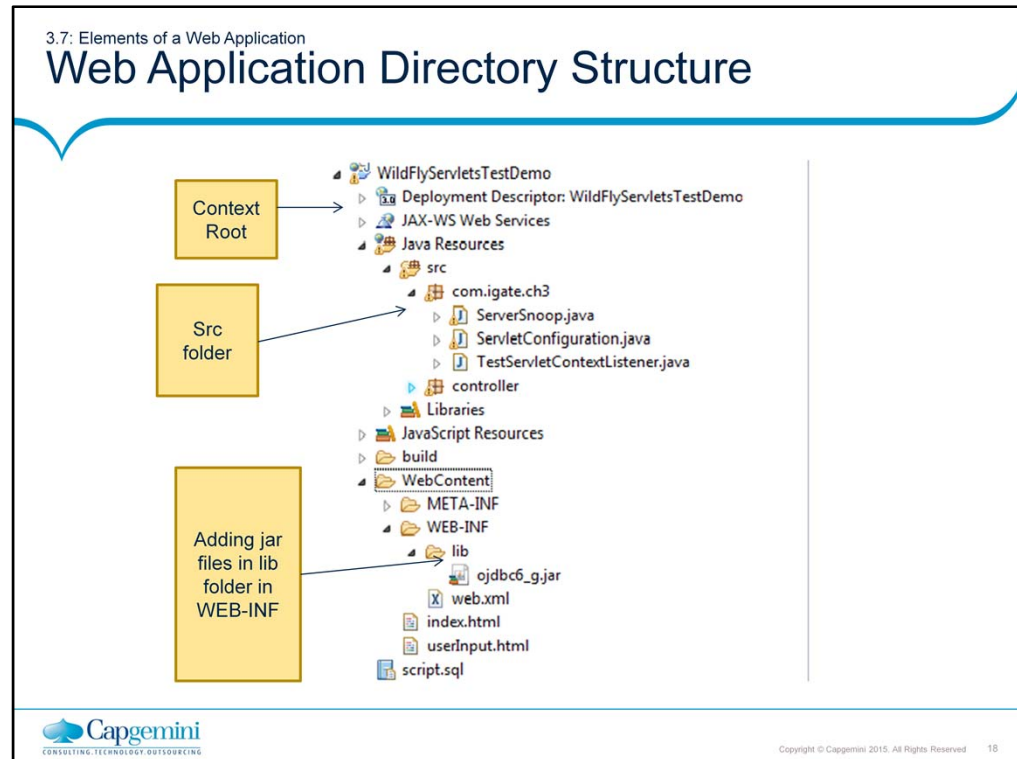 3.7: Elements of a Web Application
Web Application Directory Structure
Context
Root
Src
folder
Adding jar
files in lib
folder in
WEB-INF
WildFlyServletsTestDemo
3.0
Deployment Descriptor: WildFlyServletsTestDemo
JAX-WS Web Services
Java Resources
src
com.igate.ch3
J
ServerSnoop.java
J
ServletConfiguration.java
J
TestServletContextListener.java
controller
Libraries
JavaScript Resources
build
WebContent
META-INF
WEB-INF
lib
ojdbc6_g.jar
X
web.xml
index.html
userInput.html
script.sql
Capgemini
CONSULTING.TECHNOLOGY.OUTSOURCING
Copyright © Capgemini 2015. All Rights Reserved 18